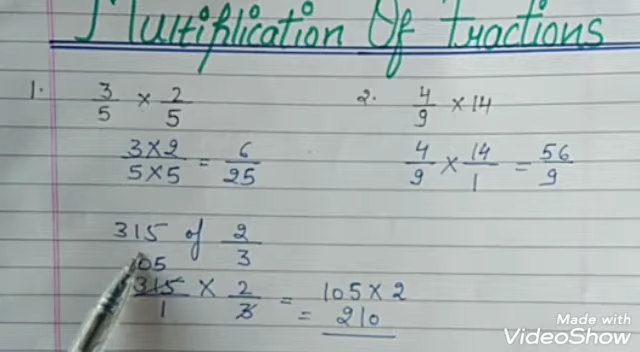 Multiplication Of Fractions
1. 3/5 × 2/5
3×2/5×5 = 6/25
2. 4/9 × 14
4/9 × 14/1 = 56/9
315 of 2/3
105
315/1 × 2/3 = 105×2
= 210
Made with
VideoShow